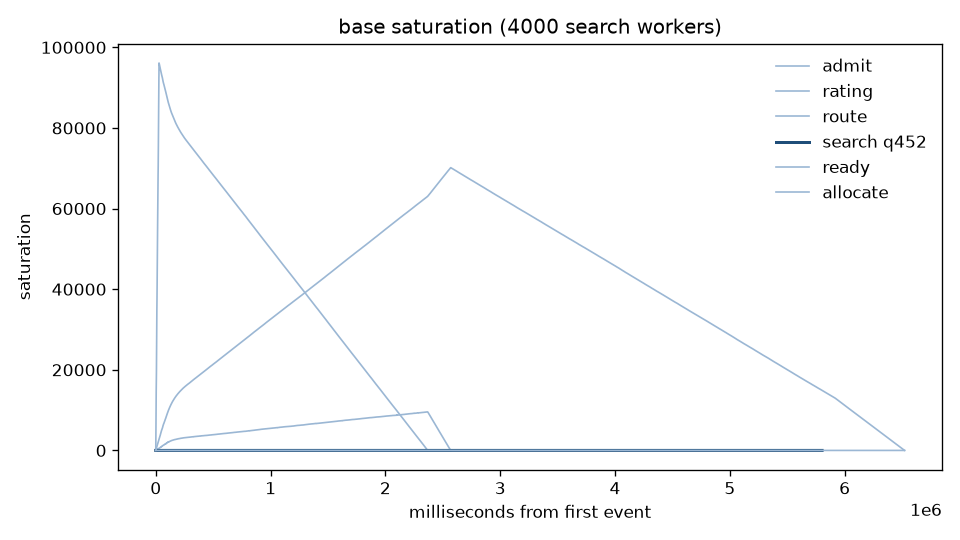 base saturation (4000 search workers)
100000
80000
60000
40000
20000
0
saturation
admit
rating
route
search q452
ready
allocate
0 1 2 3 4 5 6
1e6
milliseconds from first event